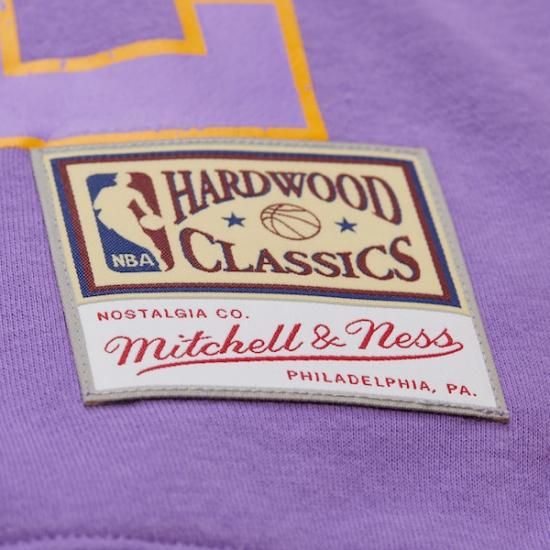 HARDWOOD
CLASSICS
NBA
NOSTALGIA CO.
Mitchell & Ness
PHILADELPHIA, PA.